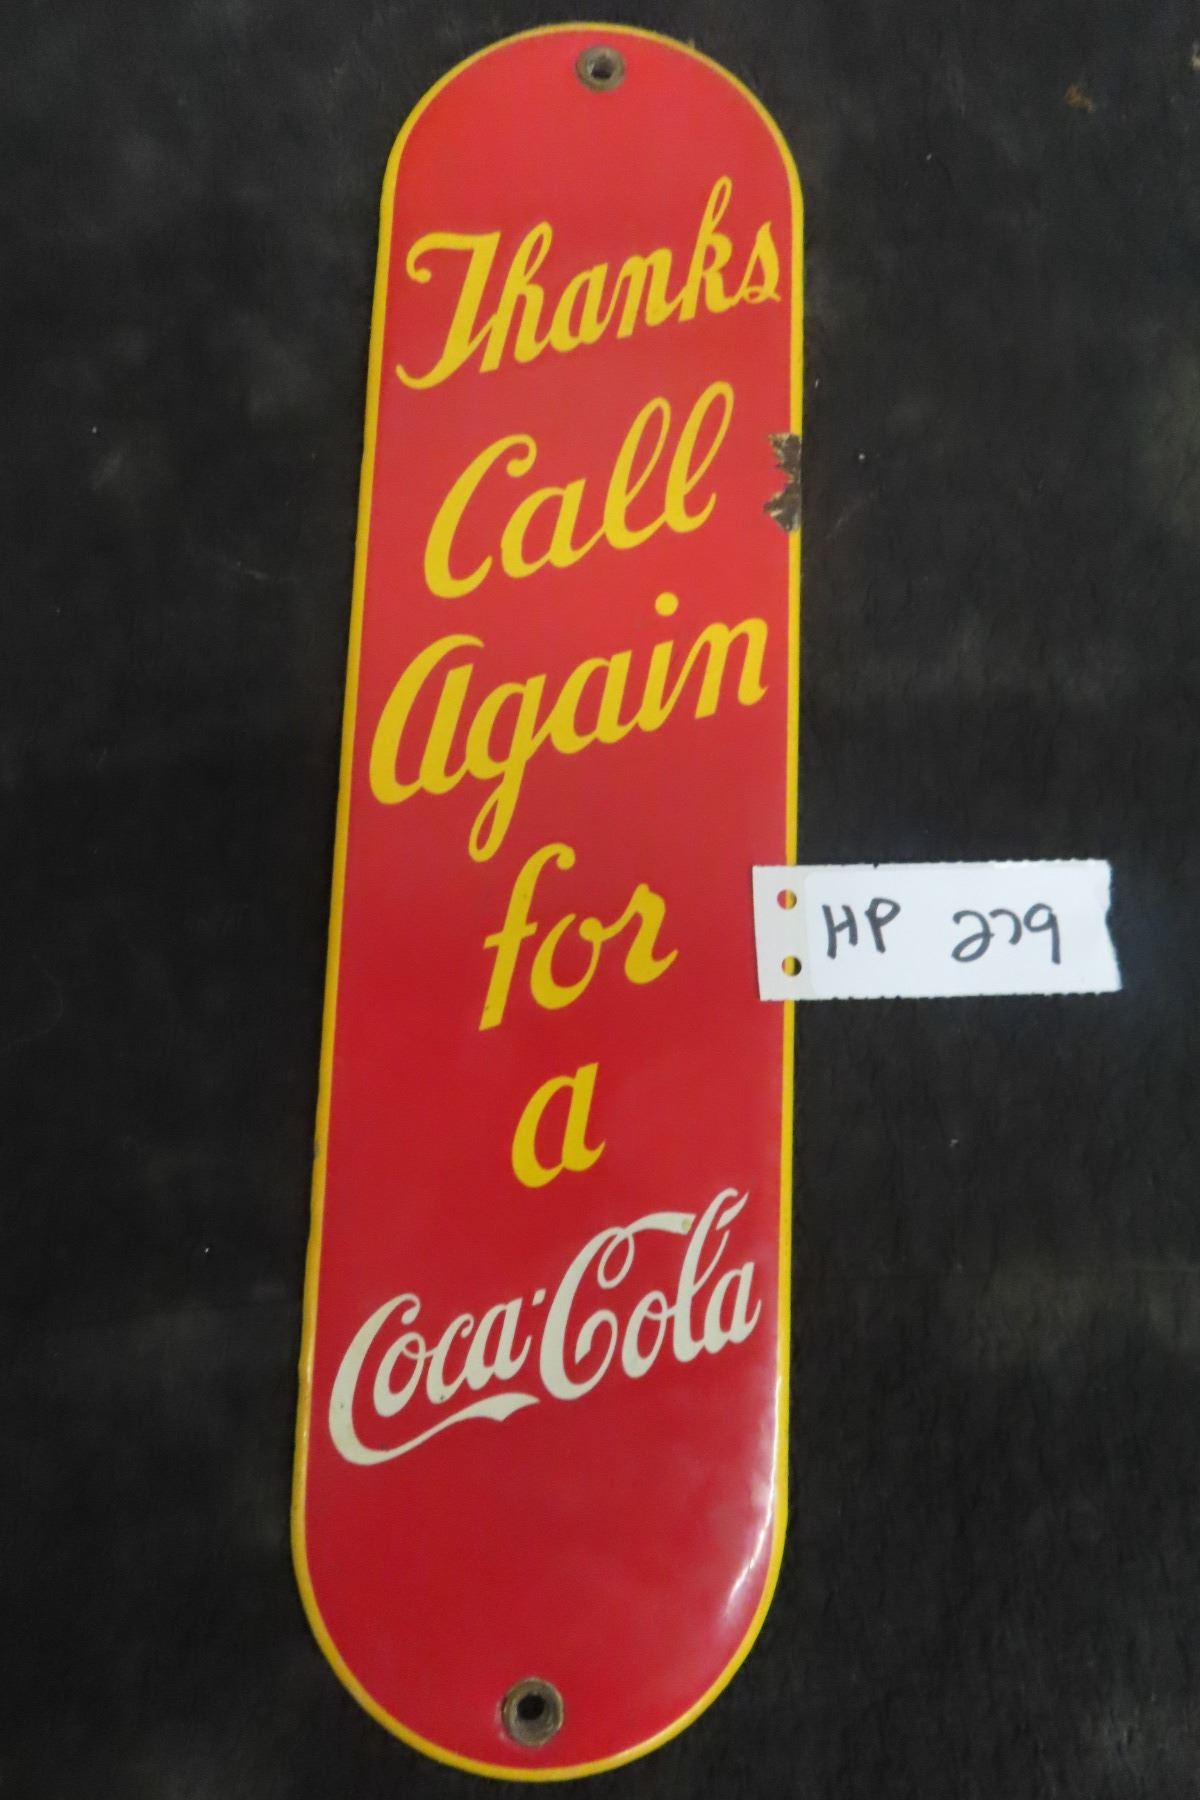 Thanks
Call
Again
for
a
Coca-Cola
HP 279